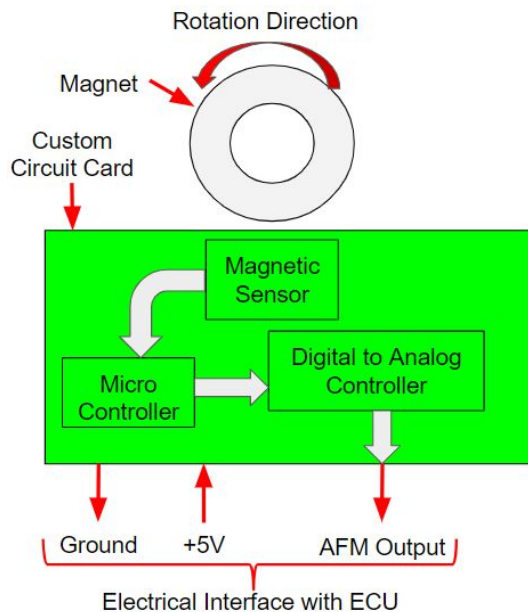 Rotation Direction
Magnet
Custom
Circuit Card
Magnetic
Sensor
Micro
Controller
Digital to Analog
Controller
Ground
+5V
AFM Output
Electrical Interface with ECU